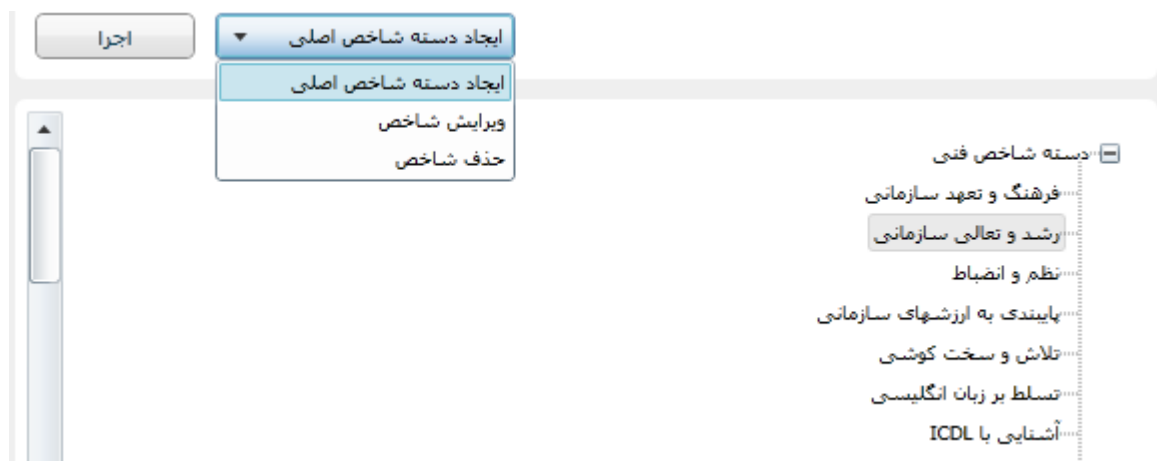 ایجاد دسته شاخص اصلی
اجرا
ایجاد دسته شاخص اصلی
ویرایش شاخص
حذف شاخص
دسته شاخص فنی
فرهنگ و تعهد سازمانی
رشد و تعالی سازمانی
نظم و انضباط
پایبندی به ارزشهای سازمانی
تلاش و سخت کوشی
تسلط بر زبان انگلیسی
آشنایی با ICDL